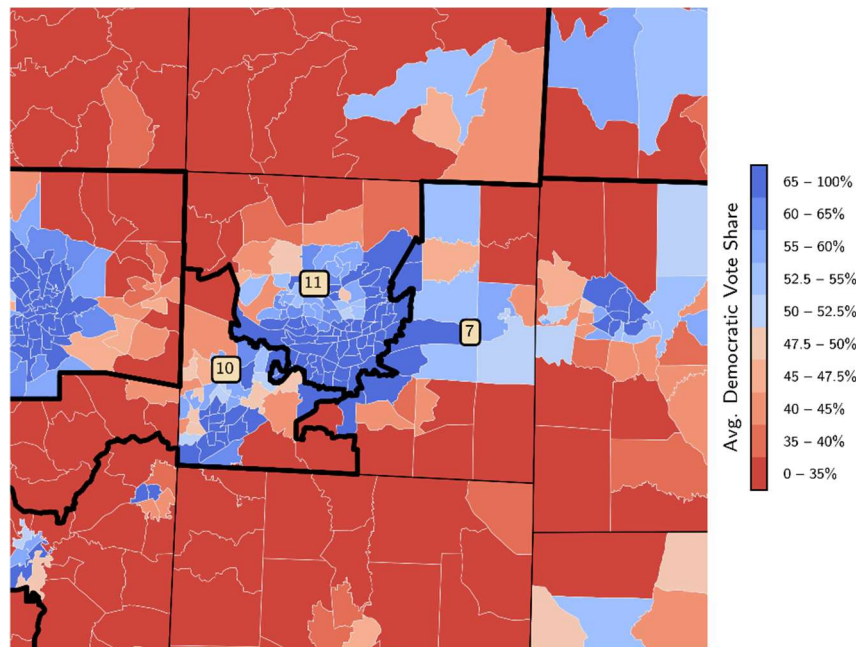 11
7
10
Avg. Democratic Vote Share
65 – 100%
60 – 65%
55 – 60%
52.5 – 55%
50 – 52.5%
47.5 – 50%
45 – 47.5%
40 – 45%
35 – 40%
0 – 35%